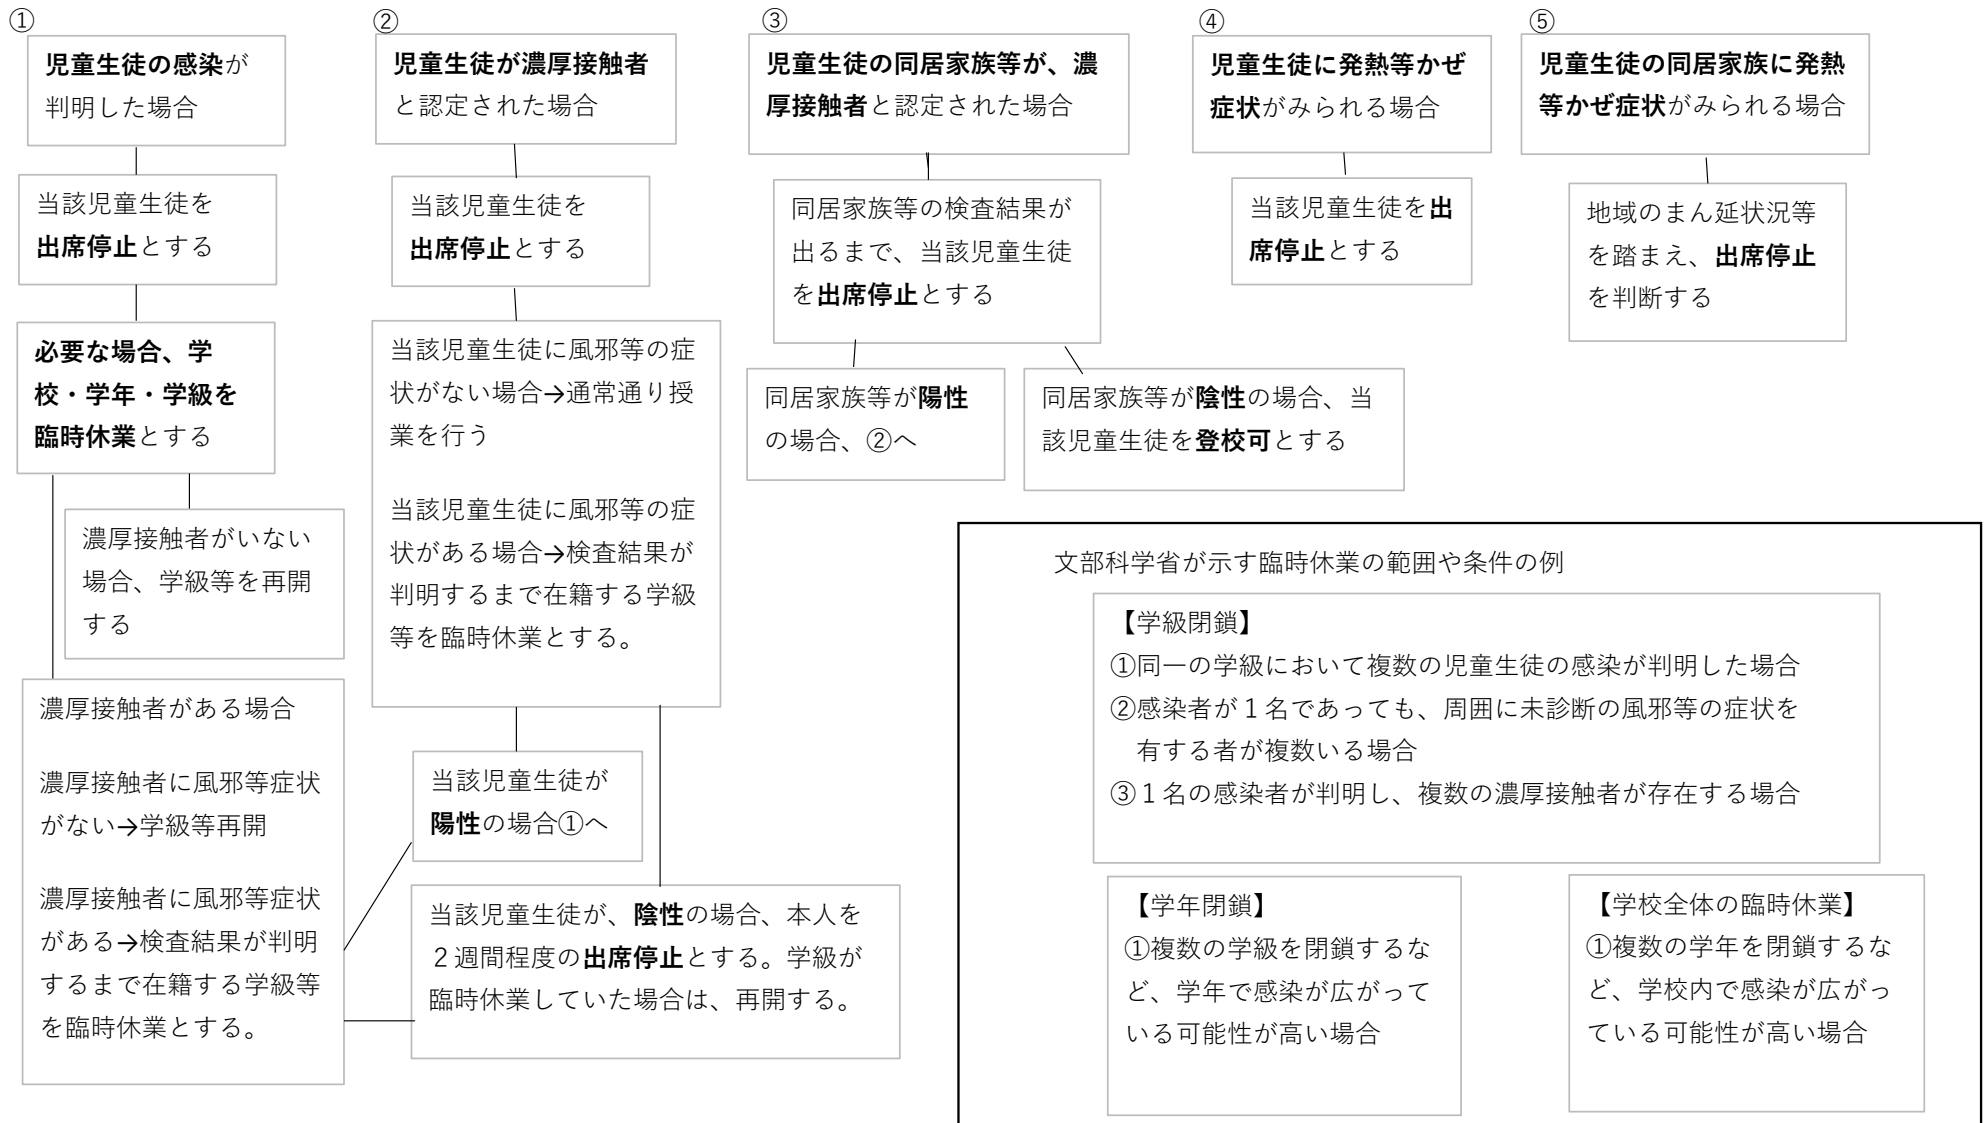 ①
児童生徒の感染が
判明した場合
当該児童生徒を
出席停止とする
必要な場合、学
校・学年・学級を
臨時休業とする
濃厚接触者がいない
場合、学級等を再開
する
濃厚接触者がある場合
濃厚接触者に風邪等症状
がない→学級等再開
濃厚接触者に風邪等症状
がある→検査結果が判明
するまで在籍する学級等
を臨時休業とする。
②
児童生徒が濃厚接触者
と認定された場合
当該児童生徒を
出席停止とする
当該児童生徒に風邪等の症
状がない場合→通常通り授
業を行う
当該児童生徒に風邪等の症
状がある場合→検査結果が
判明するまで在籍する学級
等を臨時休業とする。
当該児童生徒が
陽性の場合①へ
当該児童生徒が、陰性の場合、本人を
２週間程度の出席停止とする。学級が
臨時休業していた場合は、再開する。
③
児童生徒の同居家族等が、濃
厚接触者と認定された場合
同居家族等の検査結果が
出るまで、当該児童生徒
を出席停止とする
同居家族等が陽性
の場合、②へ
同居家族等が陰性の場合、当
該児童生徒を登校可とする
④
児童生徒に発熱等かぜ
症状がみられる場合
当該児童生徒を出
席停止とする
⑤
児童生徒の同居家族に発熱
等かぜ症状がみられる場合
地域のまん延状況等
を踏まえ、出席停止
を判断する
文部科学省が示す臨時休業の範囲や条件の例
【学級閉鎖】
①同一の学級において複数の児童生徒の感染が判明した場合
②感染者が１名であっても、周囲に未診断の風邪等の症状を
有する者が複数いる場合
③１名の感染者が判明し、複数の濃厚接触者が存在する場合
【学年閉鎖】
①複数の学級を閉鎖するな
ど、学年で感染が広がって
いる可能性が高い場合
【学校全体の臨時休業】
①複数の学年を閉鎖するな
ど、学校内で感染が広がっ
ている可能性が高い場合